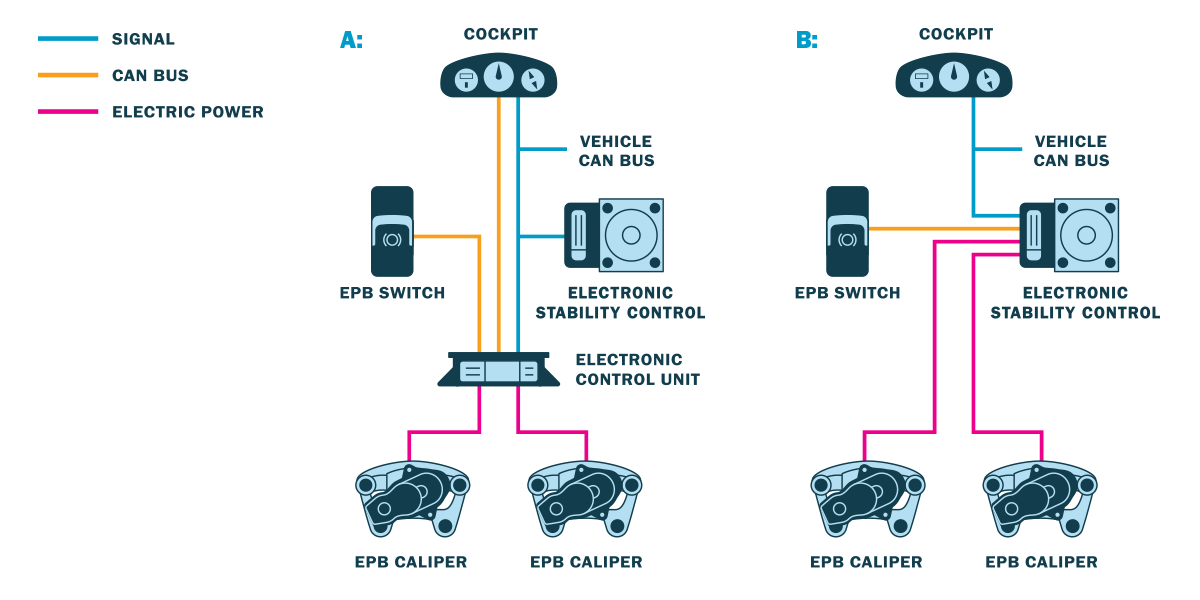 SIGNAL
CAN BUS
ELECTRIC POWER
A:
COCKPIT
VEHICLE
CAN BUS
EPB SWITCH
ELECTRONIC
STABILITY CONTROL
ELECTRONIC
CONTROL UNIT
EPB CALIPER
EPB CALIPER
B:
COCKPIT
VEHICLE
CAN BUS
EPB SWITCH
ELECTRONIC
STABILITY CONTROL
EPB CALIPER
EPB CALIPER